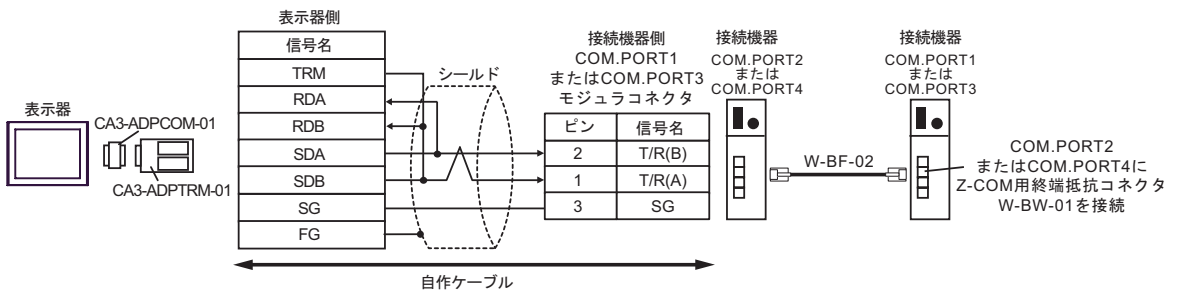 表示器
CA3-ADPCOM-01
CA3-ADPTRM-01
表示器側
信号名
TRM
RDA
RDB
SDA
SDB
SG
FG
シールド
自作ケーブル
接続機器側
COM.PORT1
またはCOM.PORT3
モジュラコネクタ
ピン 信号名
2 T/R(B)
1 T/R(A)
3 SG
接続機器
COM.PORT2
または
COM.PORT4
W-BF-02
接続機器
COM.PORT1
または
COM.PORT3
COM.PORT2
またはCOM.PORT4に
Z-COM用終端抵抗コネクタ
W-BW-01を接続